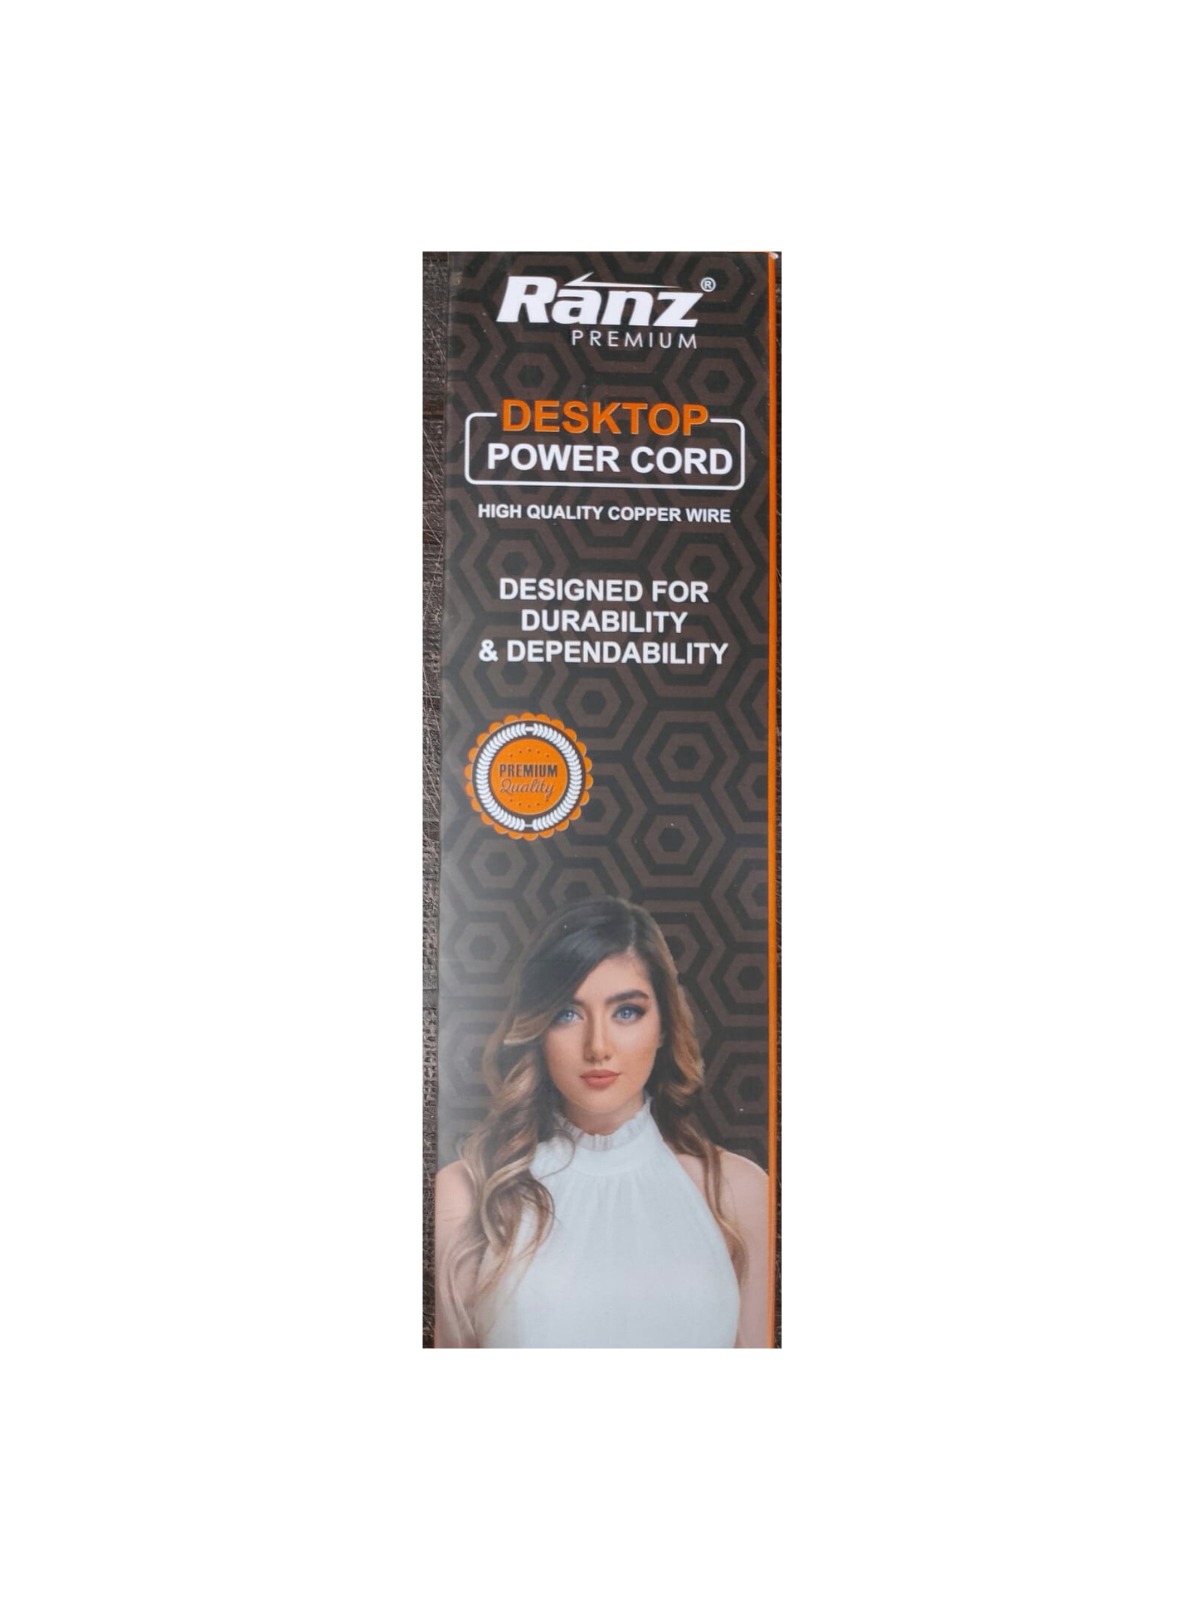 Ranz®
PREMIUM
DESKTOP
POWER CORD
HIGH QUALITY COPPER WIRE
DESIGNED FOR
DURABILITY
& DEPENDABILITY
PREMIUM
Quality